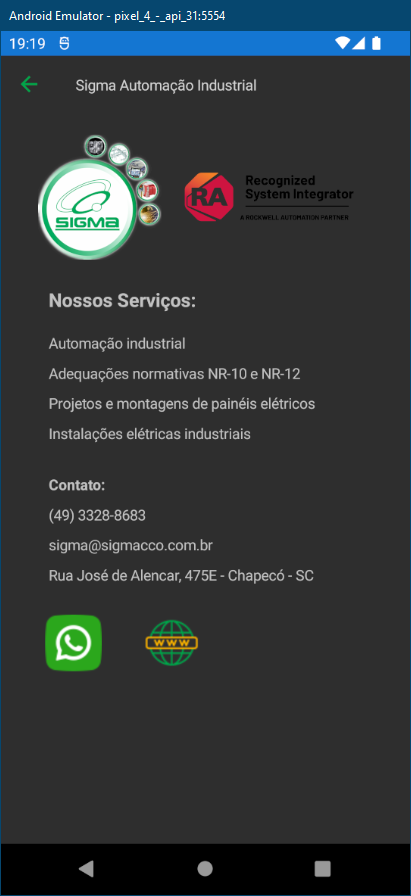 Android Emulator - pixel_4_-_api_31:5554
19:19
Sigma Automação Industrial
SIGMA
RA
Recognized
System Integrator
A ROCKWELL AUTOMATION PARTNER
Nossos Serviços:
Automação industrial
Adequações normativas NR-10 e NR-12
Projetos e montagens de painéis elétricos
Instalações elétricas industriais
Contato:
(49) 3328-8683
sigma@sigmacco.com.br
Rua José de Alencar, 475E - Chapecó - SC
WWW